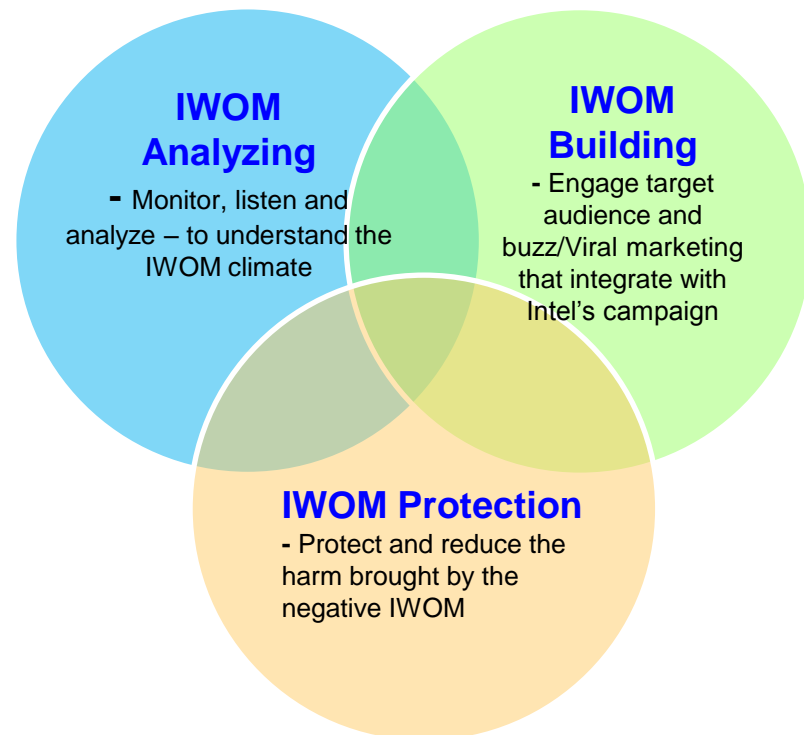 IWOM
Analyzing
- Monitor, listen and
analyze – to understand the
IWOM climate
IWOM
Building
- Engage target
audience and
buzz/Viral marketing
that integrate with
Intel's campaign
IWOM Protection
- Protect and reduce the
harm brought by the
negative IWOM